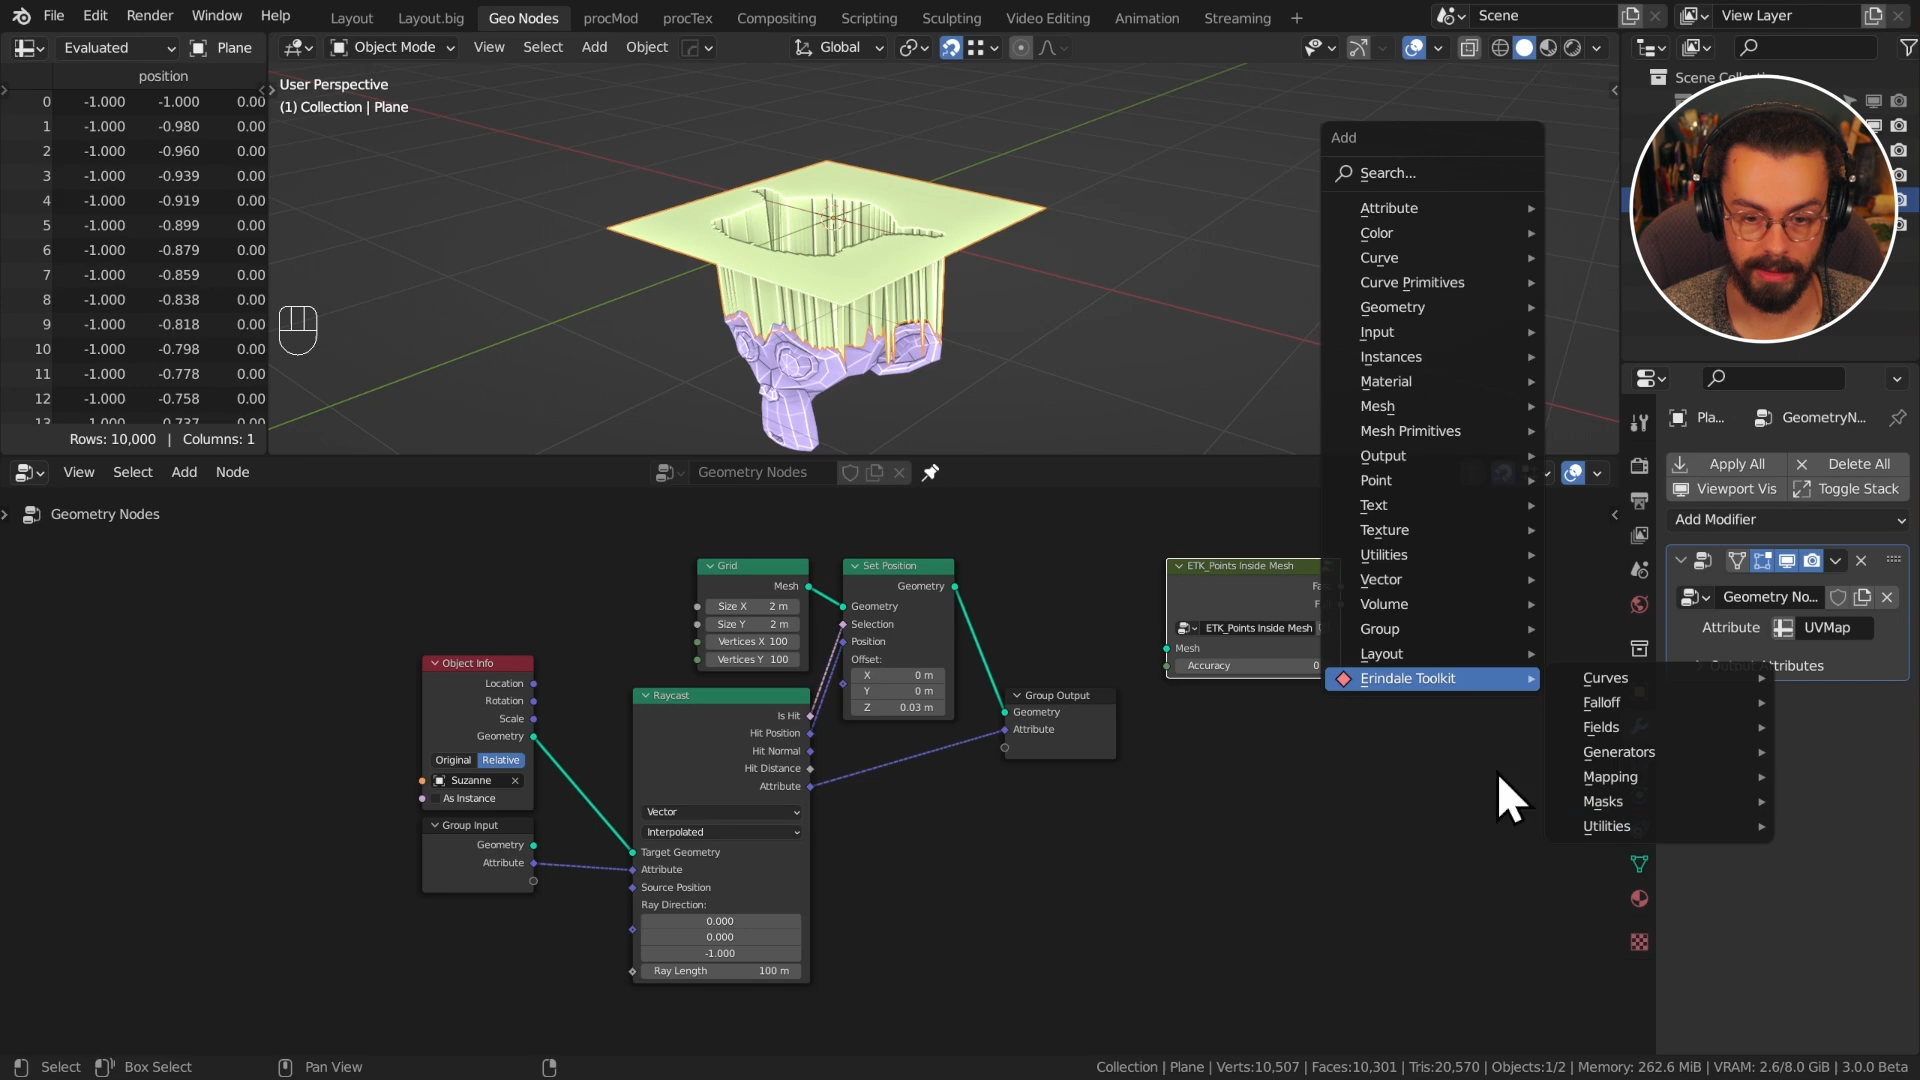 File Edit Render Window Help
Layout Layout.big Geo Nodes procMod procTex Compositing Scripting Sculpting Video Editing Animation Streaming +
Scene
View Layer
Evaluated Plane
Object Mode View Select Add Object
Global
position
0 -1.000 -1.000 0.00
1 -1.000 -0.980 0.00
2 -1.000 -0.960 0.00
3 -1.000 -0.939 0.00
4 -1.000 -0.919 0.00
5 -1.000 -0.899 0.00
6 -1.000 -0.879 0.00
7 -1.000 -0.859 0.00
8 -1.000 -0.838 0.00
9 -1.000 -0.818 0.00
10 -1.000 -0.798 0.00
11 -1.000 -0.778 0.00
12 -1.000 -0.758 0.00
13 -1.000 -0.737 0.00
Rows: 10,000 | Columns: 1
User Perspective
(1) Collection | Plane
Add
Search...
Attribute
Color
Curve
Curve Primitives
Geometry
Input
Instances
Material
Mesh
Mesh Primitives
Output
Point
Text
Texture
Utilities
Vector
Volume
Group
Layout
Erindale Toolkit
Curves
Falloff
Fields
Generators
Mapping
Masks
Utilities
Pla...
GeometryN...
Apply All
Delete All
Viewport Vis
Toggle Stack
Add Modifier
Geometry No...
Attribute UVMap
Output Attributes
View Select Add Node
Geometry Nodes
Geometry Nodes
Object Info
Location
Rotation
Scale
Geometry
Original Relative
Suzanne
As Instance
Group Input
Geometry
Attribute
Grid
Mesh
Size X 2 m
Size Y 2 m
Vertices X 100
Vertices Y 100
Raycast
Is Hit
Hit Position
Hit Normal
Hit Distance
Attribute
Vector
Interpolated
Target Geometry
Attribute
Source Position
Ray Direction:
0.000
0.000
-1.000
Ray Length 100 m
Set Position
Geometry
Geometry
Selection
Position
Offset:
X 0 m
Y 0 m
Z 0.03 m
Group Output
Geometry
Attribute
ETK_Points Inside Mesh
ETK_Points Inside Mesh
Mesh
Accuracy 0
Select Box Select Pan View
Collection | Plane | Verts:10,507 | Faces:10,301 | Tris:20,570 | Objects:1/2 | Memory: 262.6 MiB | VRAM: 2.6/8.0 GiB | 3.0.0 Beta